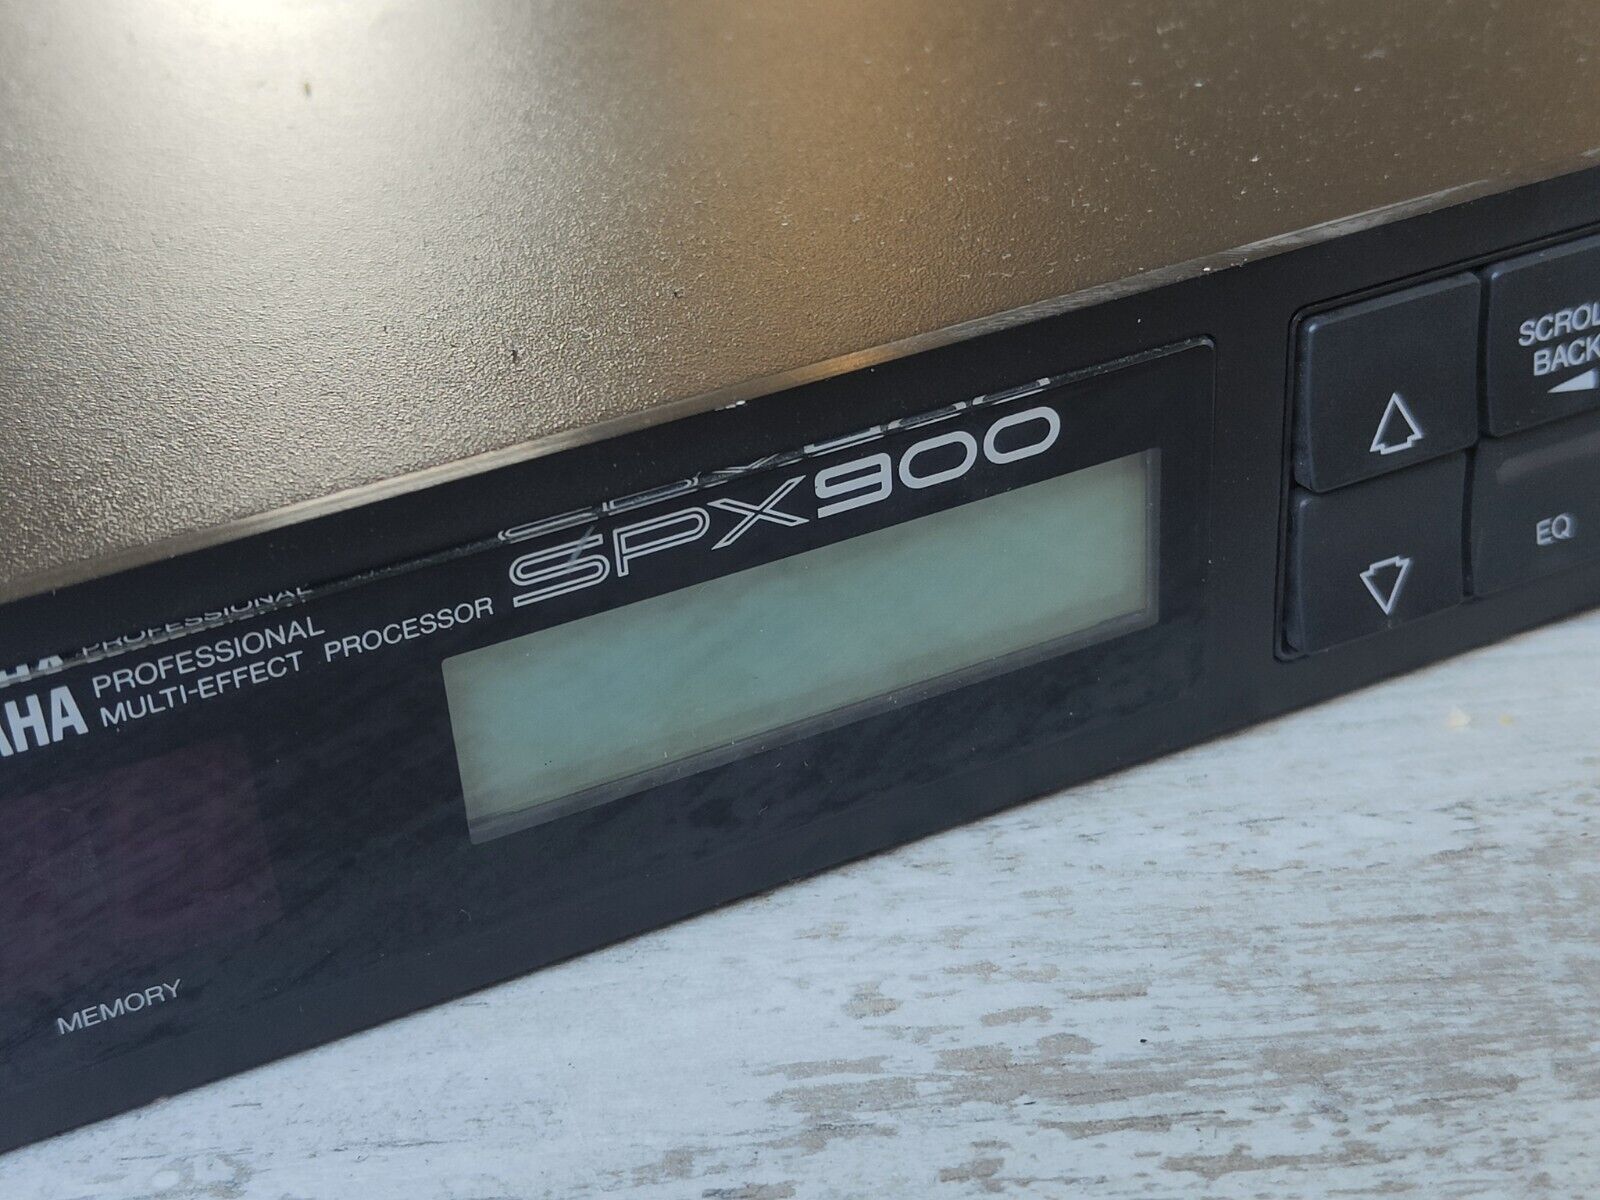 SPX900
AHA PROFESSIONAL
MULTI-EFFECT PROCESSOR
MEMORY
SCROL
BACK
EQ